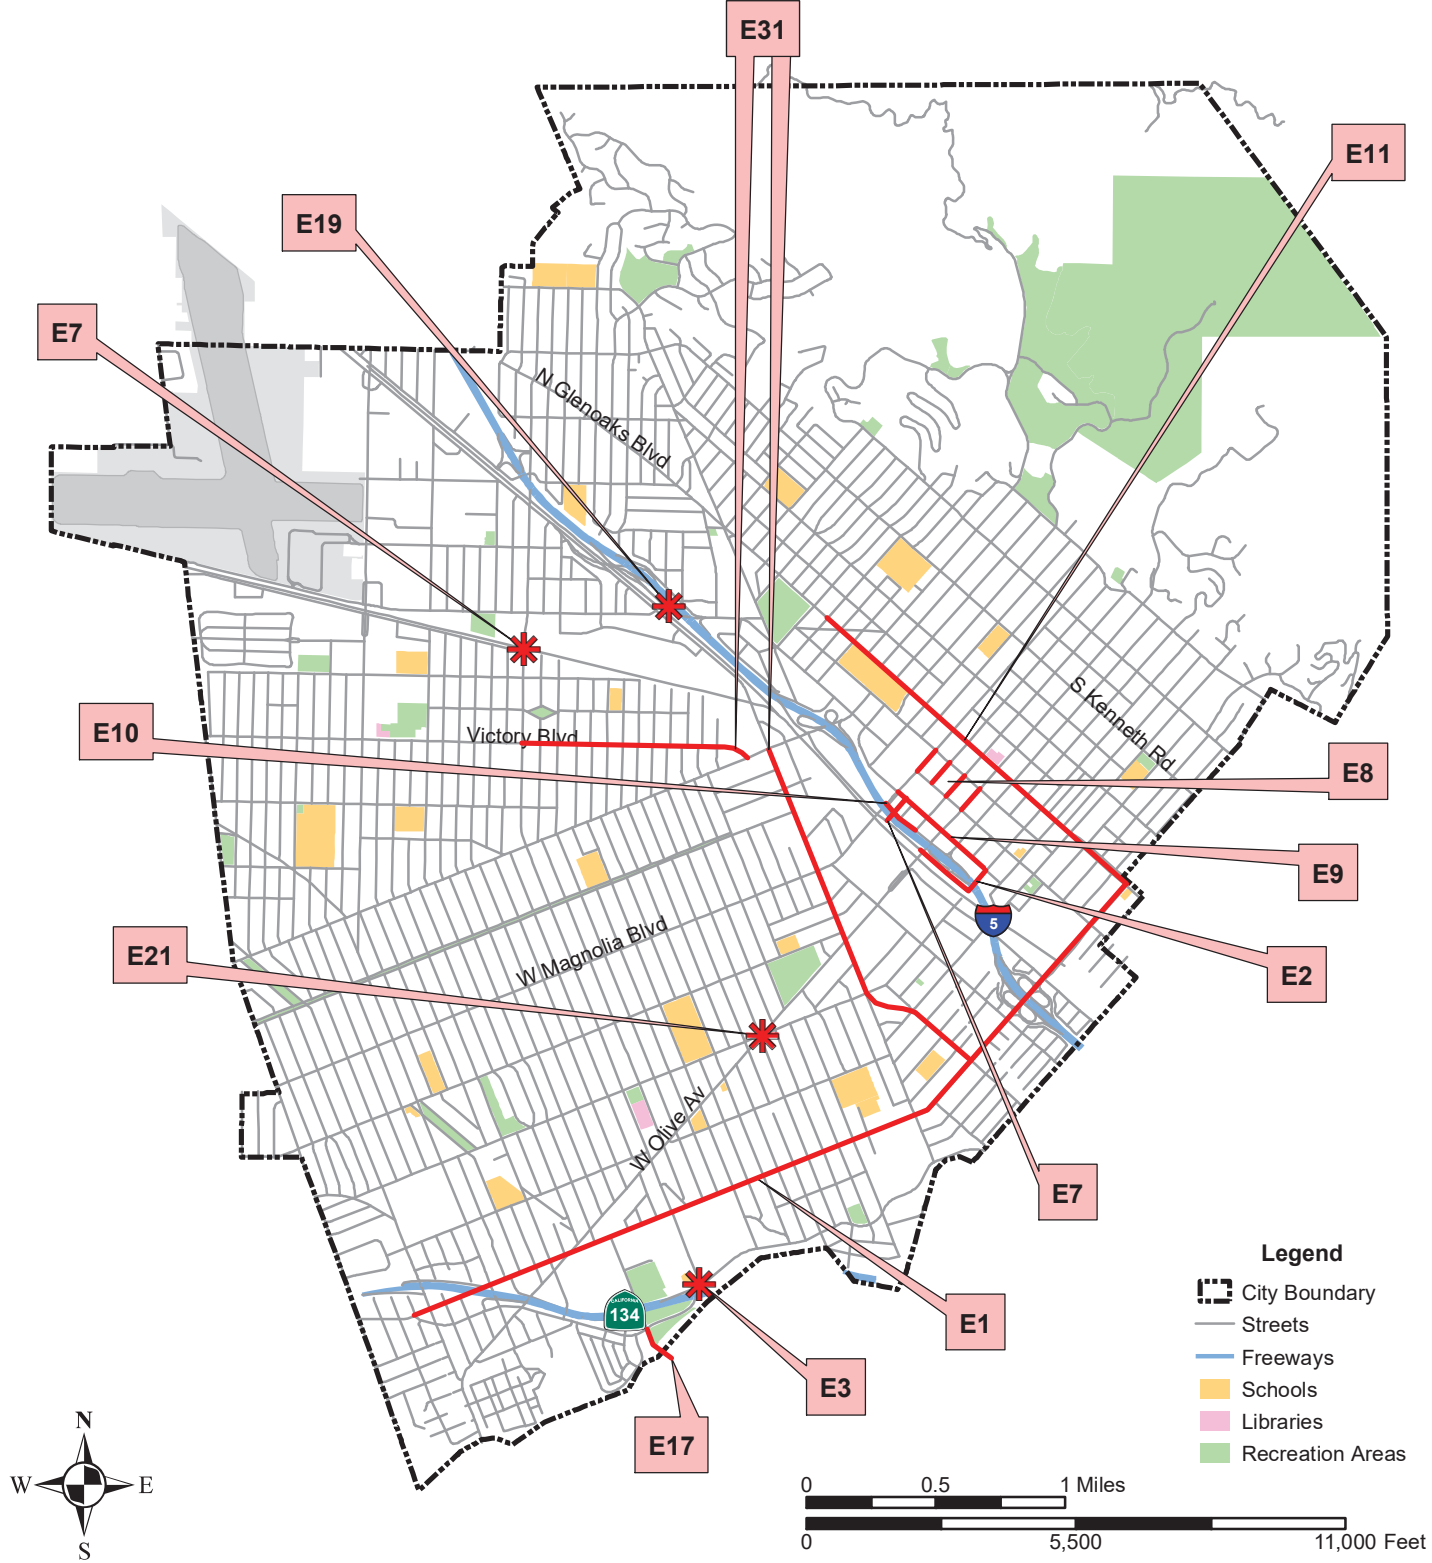 E31
E11
E19
E7
N Glenoaks Blvd
S Kenneth Rd
E10
Victory Blvd
E8
E9
5
W Magnolia Blvd
E21
E2
W Olive Av
E7
Legend
City Boundary
Streets
Freeways
Schools
Libraries
Recreation Areas
CALIFORNIA
134
E1
E3
E17
N
W E
S
0 0.5 1 Miles
0 5,500 11,000 Feet